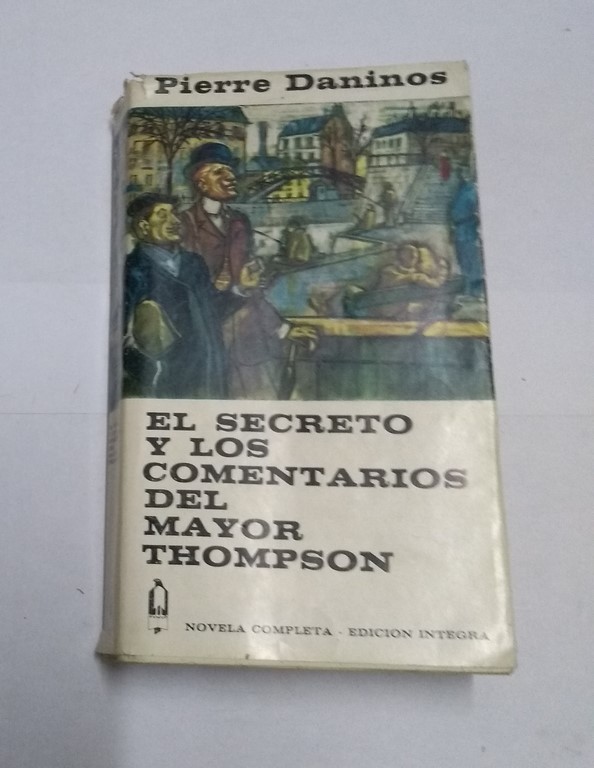 Pierre Daninos
EL SECRETO
Y LOS
COMENTARIOS
DEL
MAYOR
THOMPSON
NOVELA COMPLETA - EDICION INTEGRA